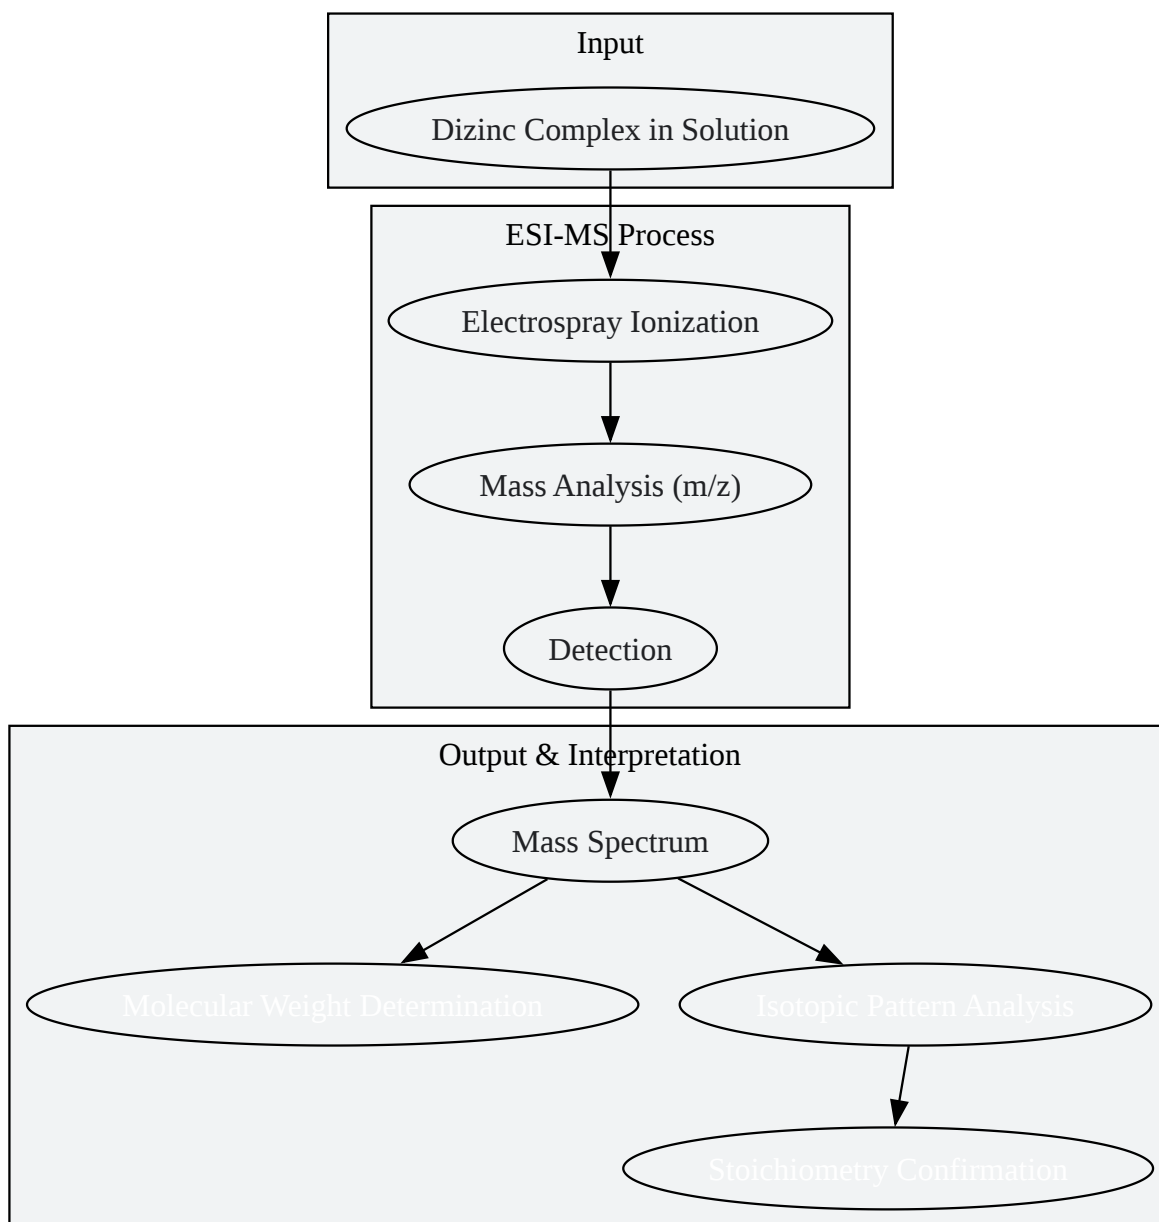 Input
Dizinc Complex in Solution
ESI-MS Process
Electrospray Ionization
Mass Analysis (m/z)
Detection
Output & Interpretation
Mass Spectrum
Molecular Weight Determination
Isotopic Pattern Analysis
Stoichiometry Confirmation